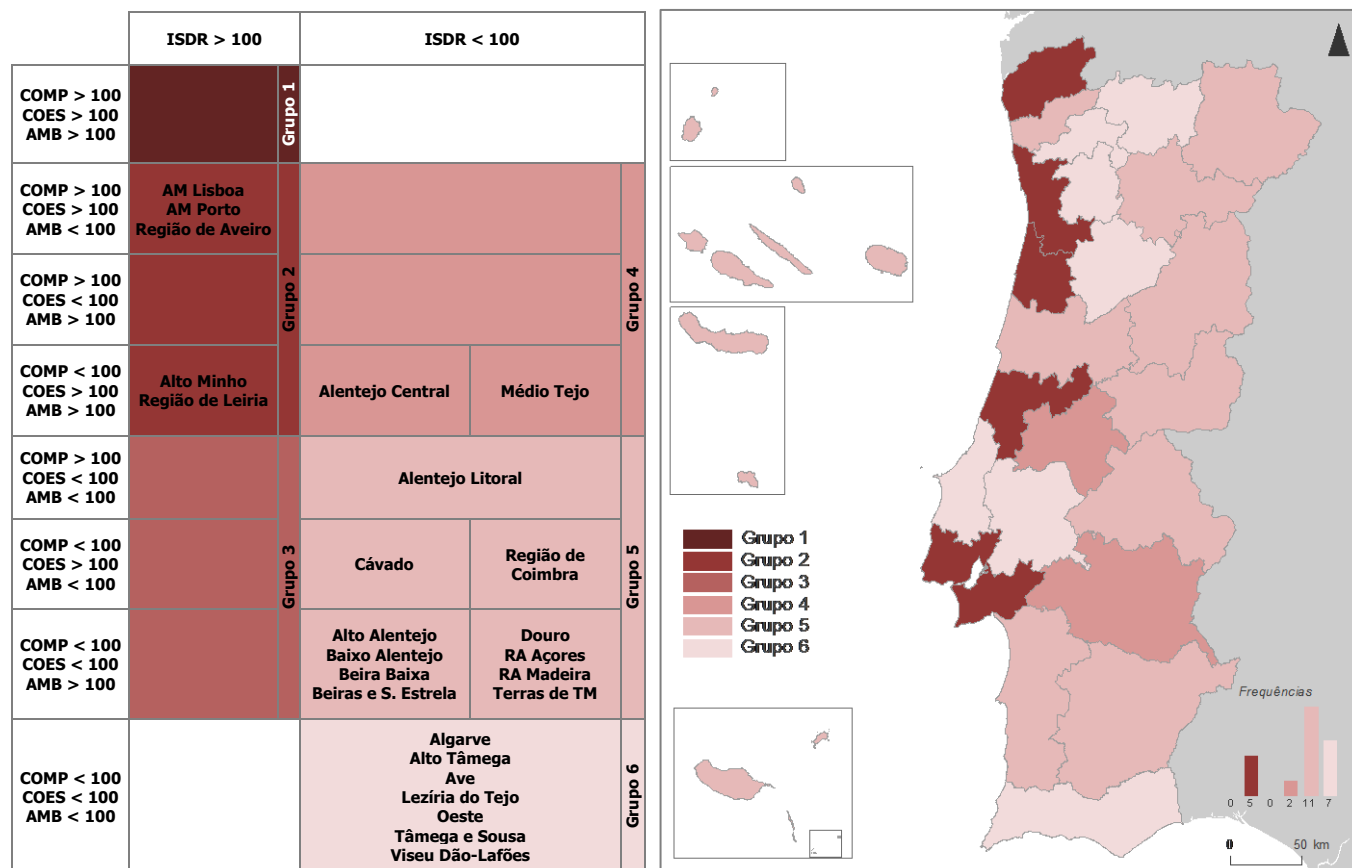 ISDR > 100
ISDR < 100
COMP > 100
COES > 100
AMB > 100
Grupo 1
COMP > 100
COES > 100
AMB < 100
AM Lisboa
AM Porto
Região de Aveiro
Grupo 2
Grupo 4
COMP > 100
COES < 100
AMB > 100
COMP < 100
COES > 100
AMB > 100
Alto Minho
Região de Leiria
Alentejo Central
Médio Tejo
COMP > 100
COES < 100
AMB < 100
Alentejo Litoral
Grupo 3
Grupo 5
COMP < 100
COES > 100
AMB < 100
Cávado
Região de
Coimbra
COMP < 100
COES < 100
AMB > 100
Alto Alentejo
Baixo Alentejo
Beira Baixa
Beiras e S. Estrela
Douro
RA Açores
RA Madeira
Terras de TM
COMP < 100
COES < 100
AMB < 100
Algarve
Alto Tâmega
Ave
Lezíria do Tejo
Oeste
Tâmega e Sousa
Viseu Dão-Lafões
Grupo 6
Grupo 1
Grupo 2
Grupo 3
Grupo 4
Grupo 5
Grupo 6
Frequências
0 5 0 2 11 7
0 50 km